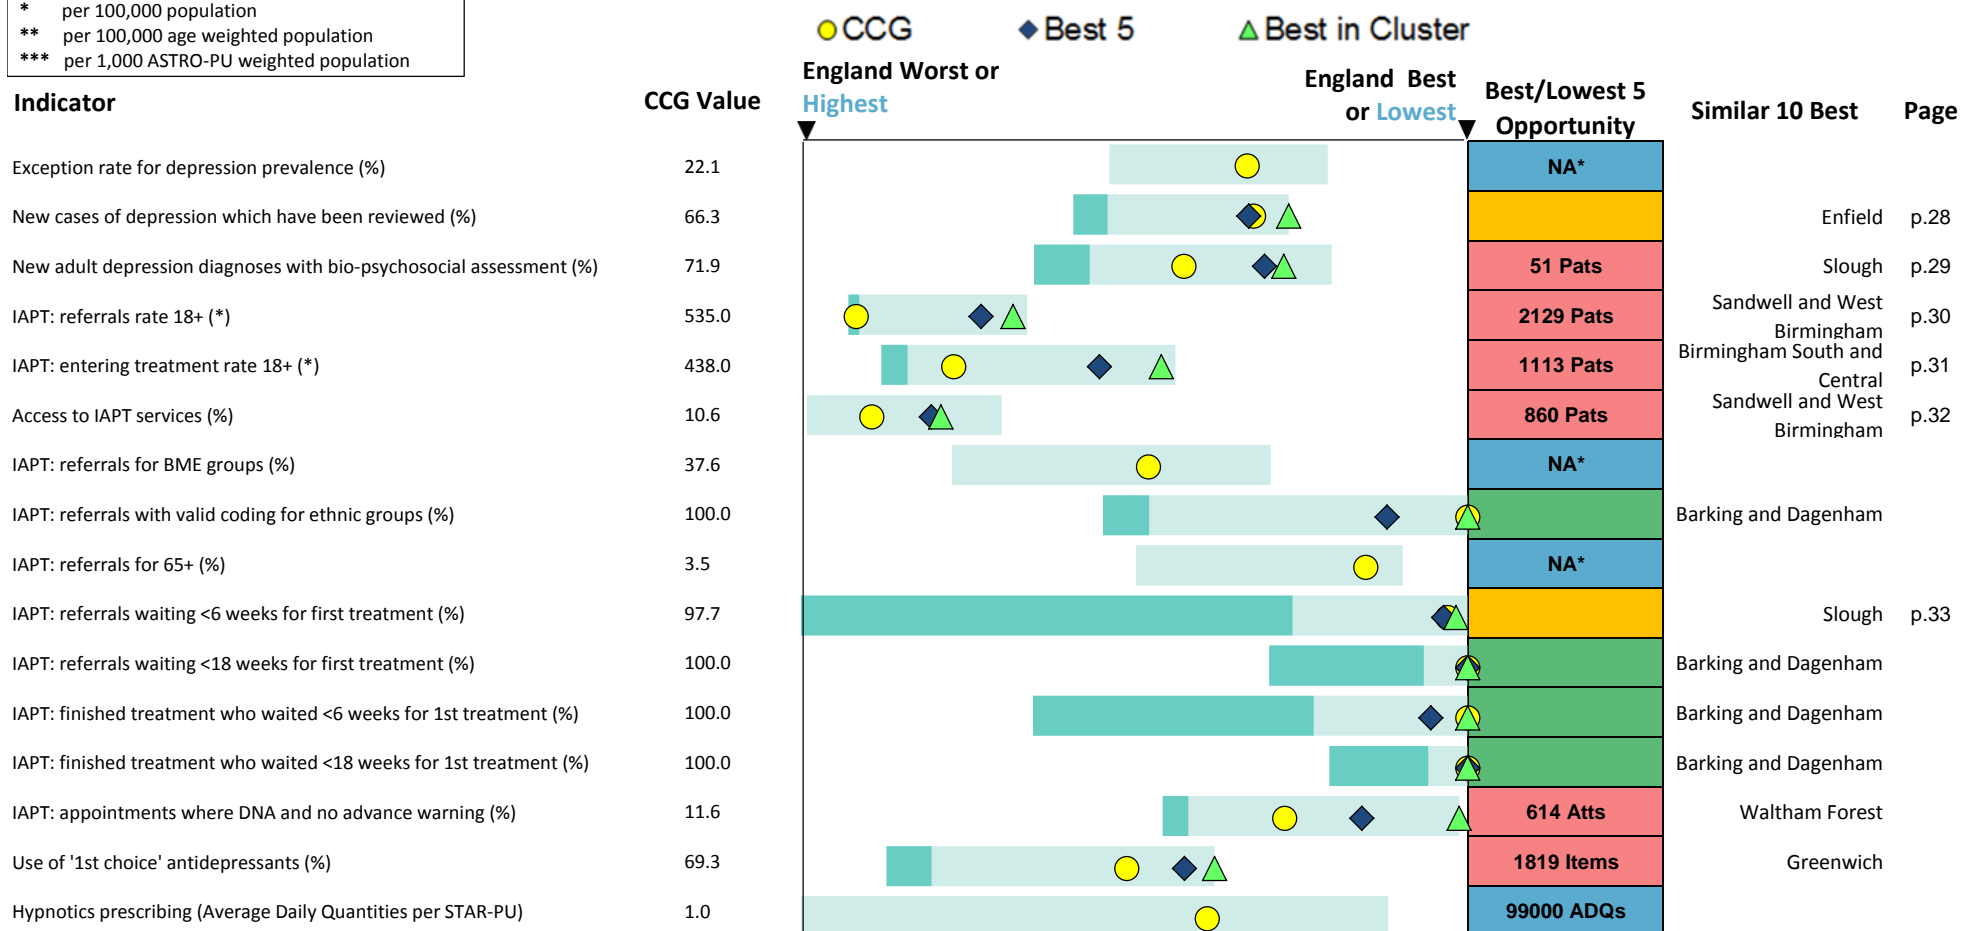 * per 100,000 population
** per 100,000 age weighted population
*** per 1,000 ASTRO-PU weighted population
CCG Best 5 Best in Cluster
Indicator CCG Value England Worst or Highest England Best or Lowest Best/Lowest 5 Opportunity Similar 10 Best Page
Exception rate for depression prevalence (%) 22.1 NA*
New cases of depression which have been reviewed (%) 66.3 Enfield p.28
New adult depression diagnoses with bio-psychosocial assessment (%) 71.9 51 Pats Slough p.29
IAPT: referrals rate 18+ (*) 535.0 2129 Pats Sandwell and West Birmingham p.30
IAPT: entering treatment rate 18+ (*) 438.0 1113 Pats Birmingham South and Central p.31
Access to IAPT services (%) 10.6 860 Pats Sandwell and West Birmingham p.32
IAPT: referrals for BME groups (%) 37.6 NA*
IAPT: referrals with valid coding for ethnic groups (%) 100.0 Barking and Dagenham
IAPT: referrals for 65+ (%) 3.5 NA*
IAPT: referrals waiting <6 weeks for first treatment (%) 97.7 Slough p.33
IAPT: referrals waiting <18 weeks for first treatment (%) 100.0 Barking and Dagenham
IAPT: finished treatment who waited <6 weeks for 1st treatment (%) 100.0 Barking and Dagenham
IAPT: finished treatment who waited <18 weeks for 1st treatment (%) 100.0 Barking and Dagenham
IAPT: appointments where DNA and no advance warning (%) 11.6 614 Atts Waltham Forest
Use of '1st choice' antidepressants (%) 69.3 1819 Items Greenwich
Hypnotics prescribing (Average Daily Quantities per STAR-PU) 1.0 99000 ADQs